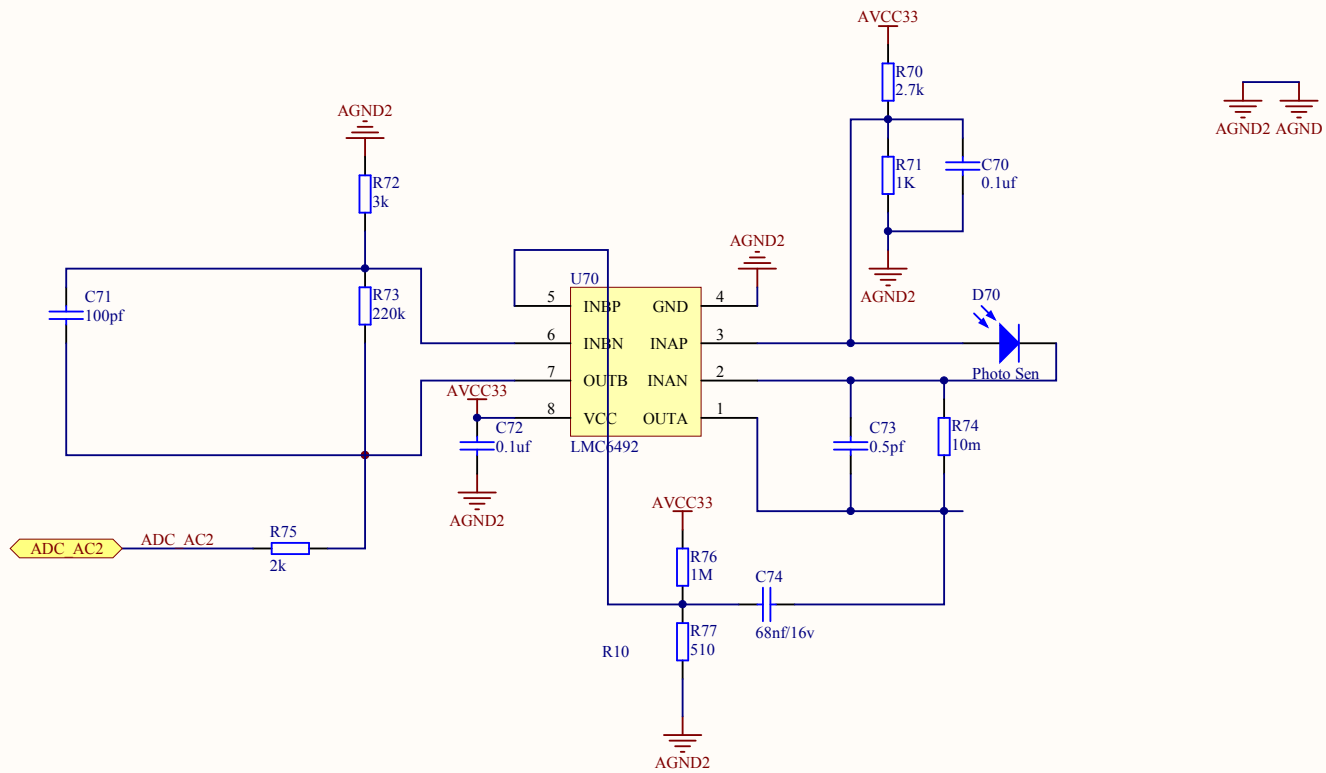 AVCC33
R70
2.7k
AGND2
AGND2 AGND
R71
1K
C70
0.1uf
R72
3k
AGND2
AGND2
U70
C71
100pf
R73
220k
5 INBP GND 4
6 INBN INAP 3
7 OUTB INAN 2
8 VCC OUTA 1
LMC6492
D70
Photo Sen
AVCC33
C72
0.1uf
AGND2
C73
0.5pf
R74
10m
AVCC33
ADC_AC2 ADC_AC2
R75
2k
R76
1M
C74
68nf/16v
R10
R77
510
AGND2